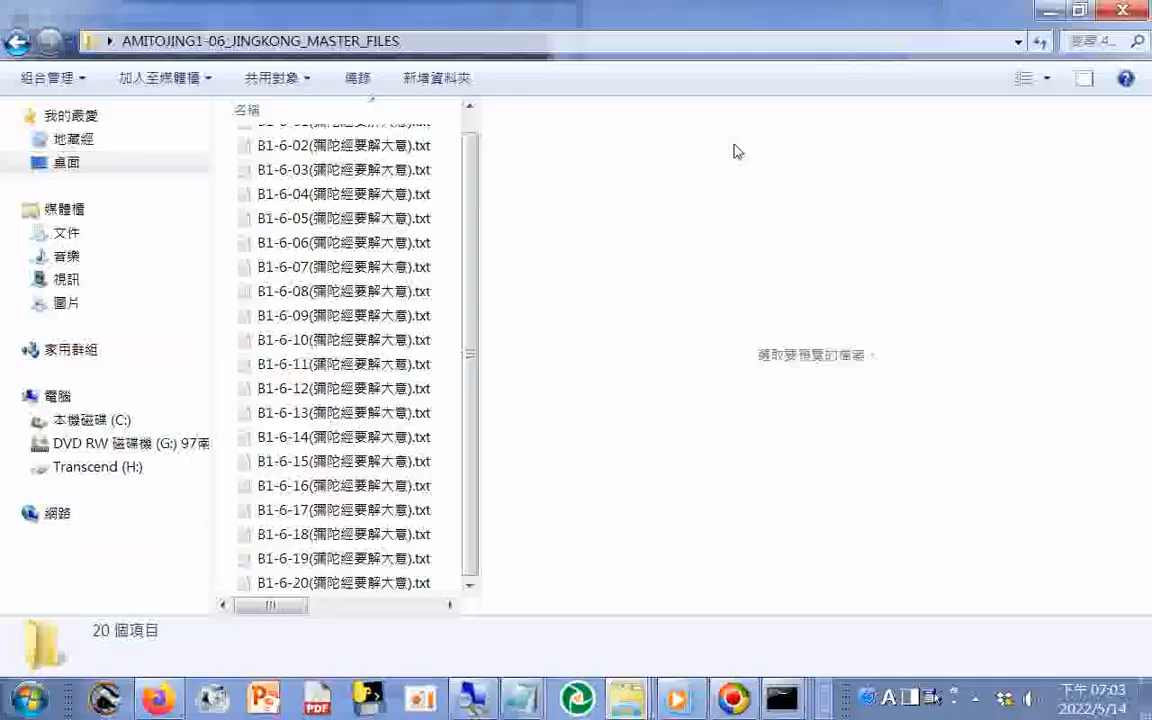 AMITOJING1-06_JINGKONG_MASTER_FILES
組合管理
加入至媒體櫃
共用對象
燒錄
新增資料夾
我的最愛
地藏經
桌面
媒體櫃
文件
音樂
視訊
圖片
家用群組
電腦
本機磁碟 (C:)
DVD RW 磁碟機 (G:) 97南
Transcend (H:)
網路
名稱
B1-6-01(彌陀經要解大意).txt
B1-6-02(彌陀經要解大意).txt
B1-6-03(彌陀經要解大意).txt
B1-6-04(彌陀經要解大意).txt
B1-6-05(彌陀經要解大意).txt
B1-6-06(彌陀經要解大意).txt
B1-6-07(彌陀經要解大意).txt
B1-6-08(彌陀經要解大意).txt
B1-6-09(彌陀經要解大意).txt
B1-6-10(彌陀經要解大意).txt
B1-6-11(彌陀經要解大意).txt
B1-6-12(彌陀經要解大意).txt
B1-6-13(彌陀經要解大意).txt
B1-6-14(彌陀經要解大意).txt
B1-6-15(彌陀經要解大意).txt
B1-6-16(彌陀經要解大意).txt
B1-6-17(彌陀經要解大意).txt
B1-6-18(彌陀經要解大意).txt
B1-6-19(彌陀經要解大意).txt
B1-6-20(彌陀經要解大意).txt
選取要預覽的檔案。
20 個項目
PDF
A
下午 07:03
2022/5/14